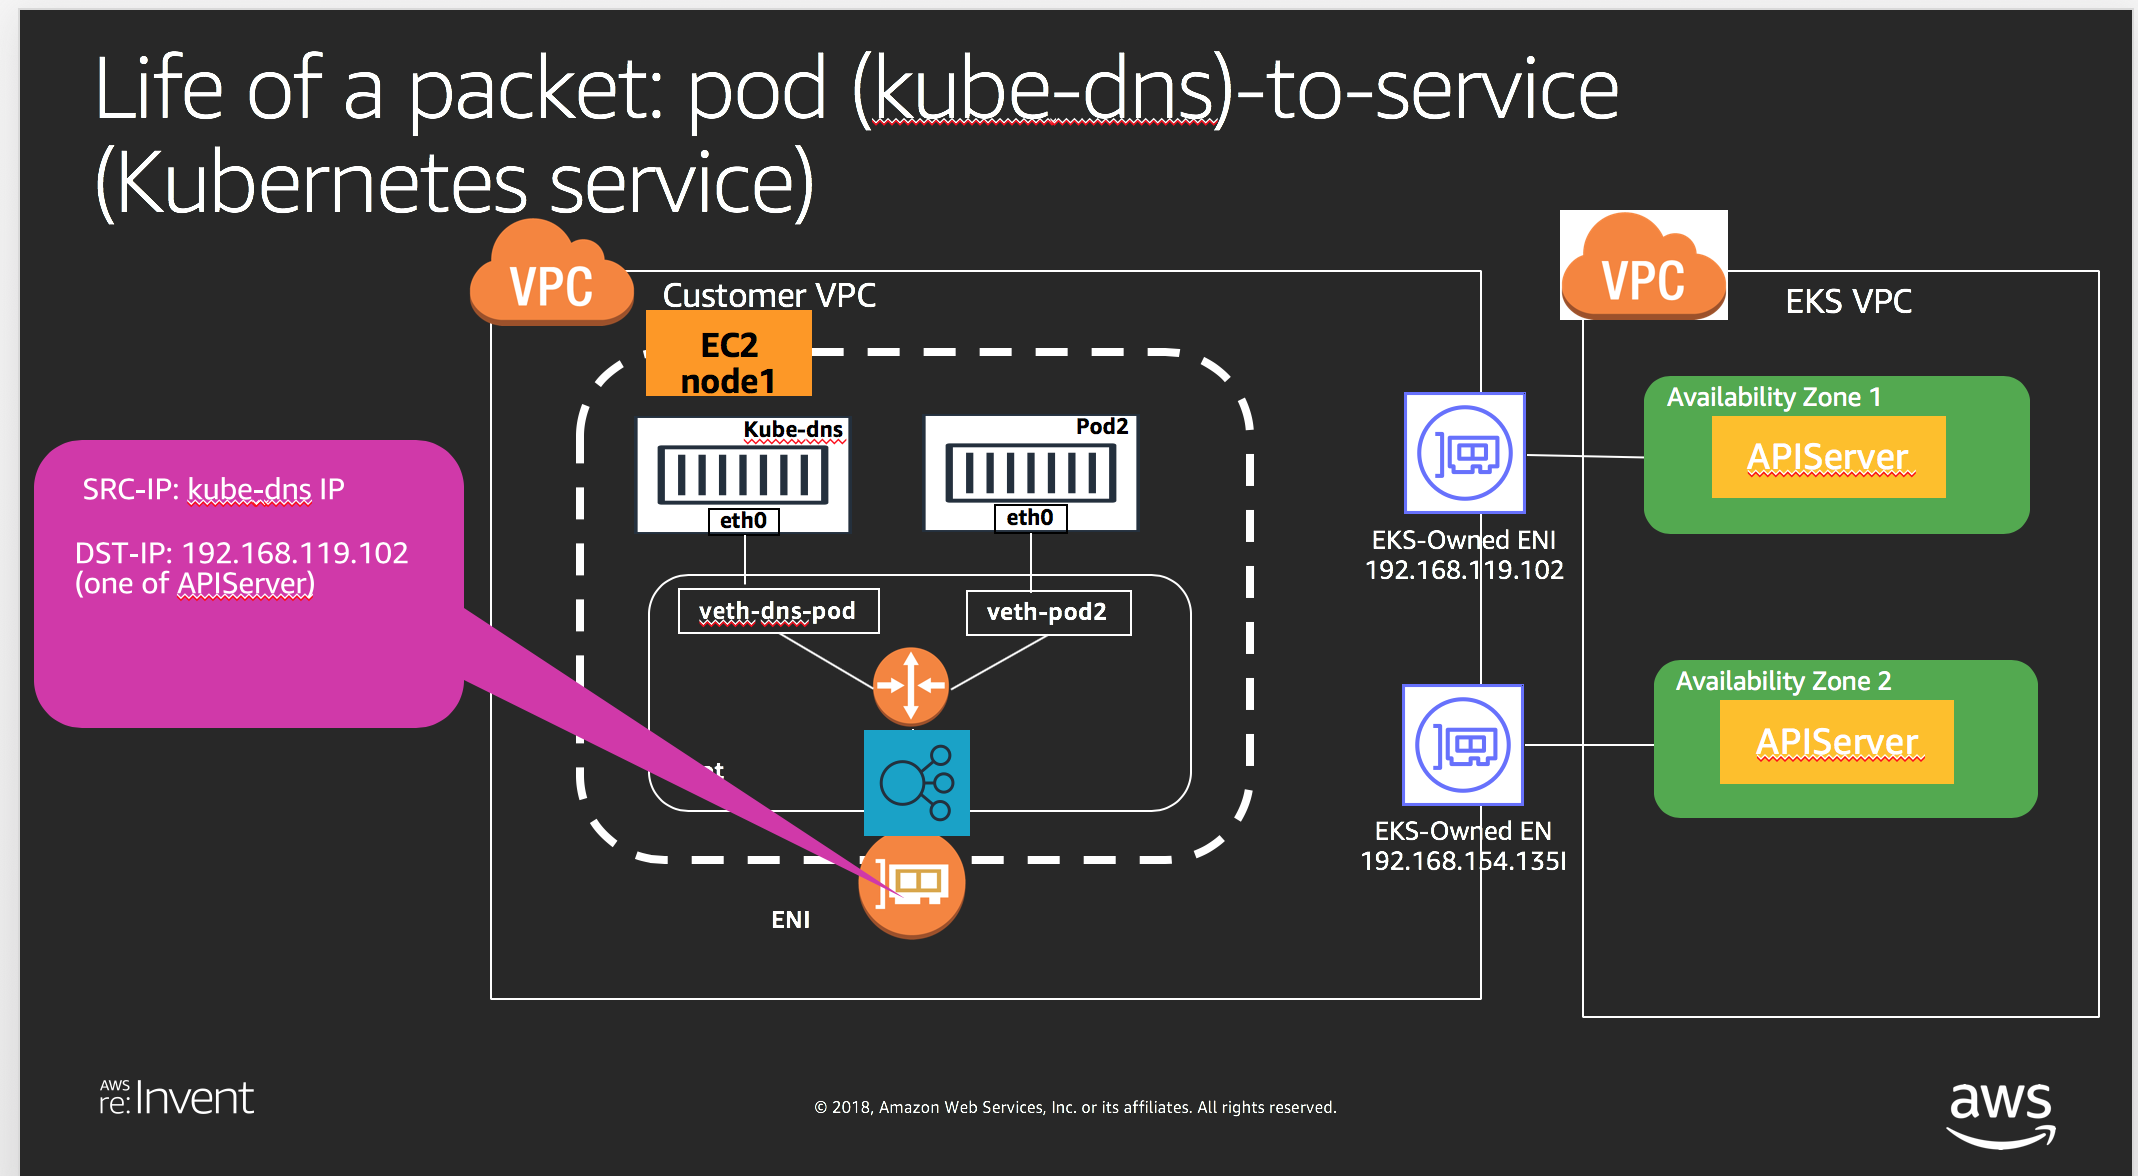 Life of a packet: pod (kube-dns)-to-service
(Kubernetes service)
VPC
Customer VPC
VPC
EKS VPC
EC2
node1
Kube-dns
eth0
Pod2
eth0
Availability Zone 1
APIServer
SRC-IP: kube-dns IP
DST-IP: 192.168.119.102
(one of APIServer)
EKS-Owned ENI
192.168.119.102
veth-dns-pod
veth-pod2
Availability Zone 2
APIServer
EKS-Owned EN
192.168.154.135I
ENI
AWS
re:Invent
© 2018, Amazon Web Services, Inc. or its affiliates. All rights reserved.
aws